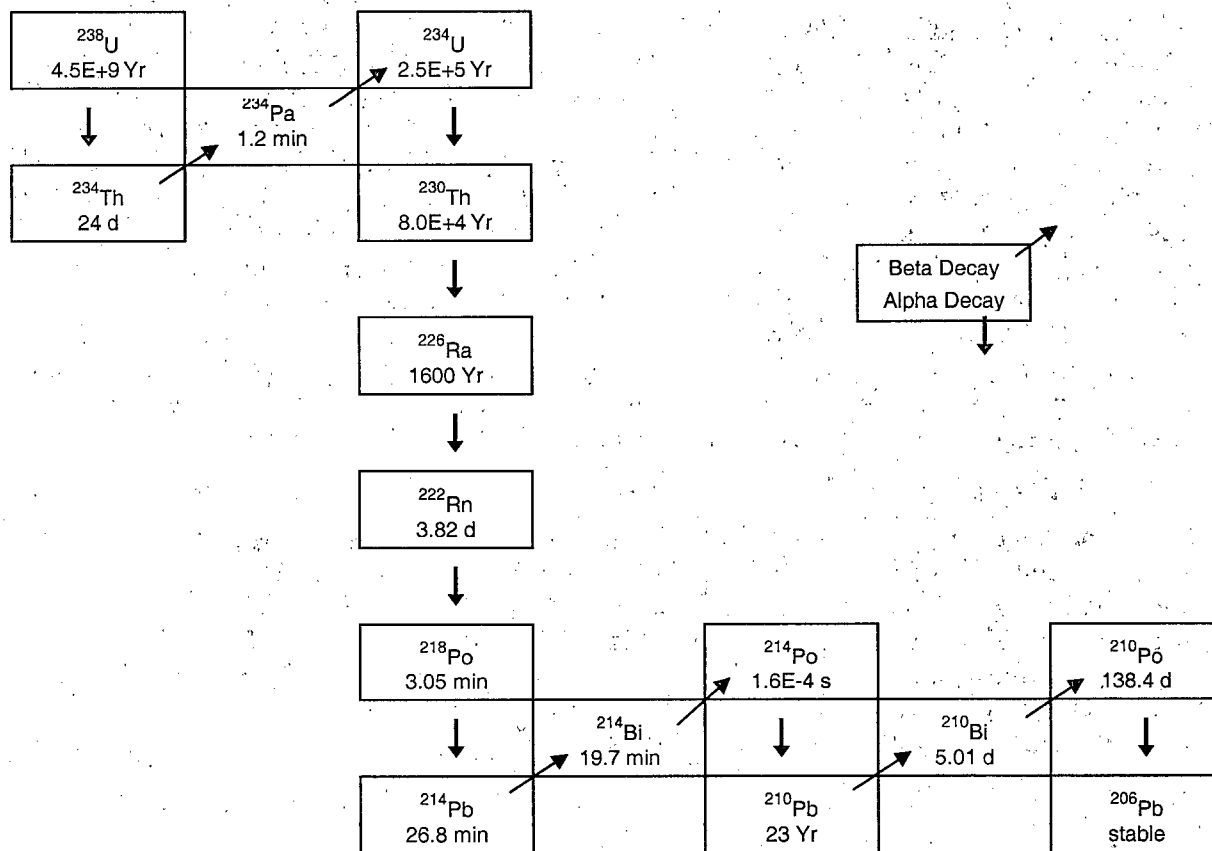 ²³⁸U
4.5E+9 Yr
²³⁴U
2.5E+5 Yr
²³⁴Pa
1.2 min
²³⁴Th
24 d
²³⁰Th
8.0E+4 Yr
Beta Decay
Alpha Decay
²²⁶Ra
1600 Yr
²²²Rn
3.82 d
²¹⁸Po
3.05 min
²¹⁴Po
1.6E-4 s
²¹⁰Po
138.4 d
²¹⁴Bi
19.7 min
²¹⁰Bi
5.01 d
²¹⁴Pb
26.8 min
²¹⁰Pb
23 Yr
²⁰⁶Pb
stable